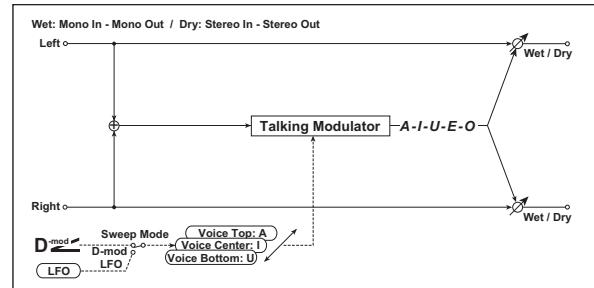 Wet: Mono In - Mono Out / Dry: Stereo In - Stereo Out
Left
Wet / Dry
Talking Modulator
A-I-U-E-O
Right
Wet / Dry
D-mod
Sweep Mode
D-mod
LFO
LFO
Voice Top: A
Voice Center: I
Voice Bottom: U